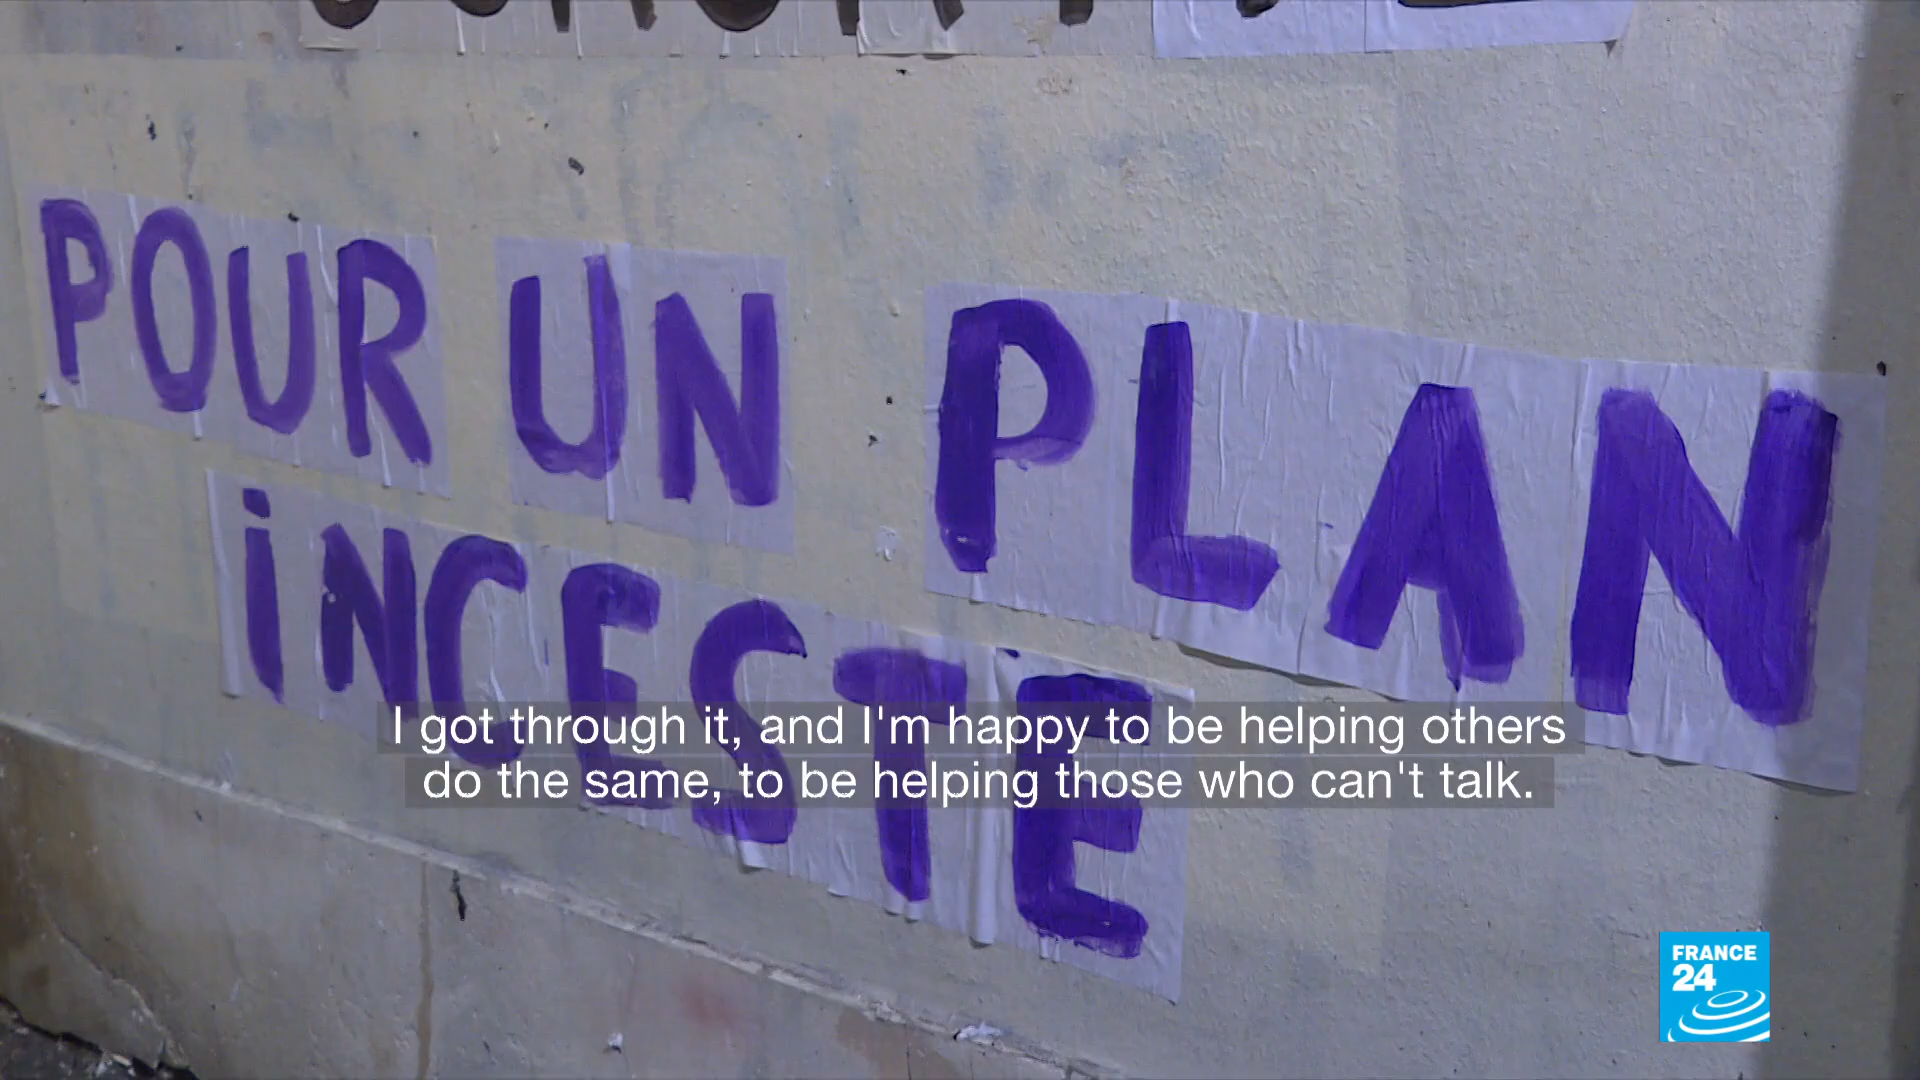 POUR UN PLAN
iNCESTE
I got through it, and I'm happy to be helping others
do the same, to be helping those who can't talk.
FRANCE
24